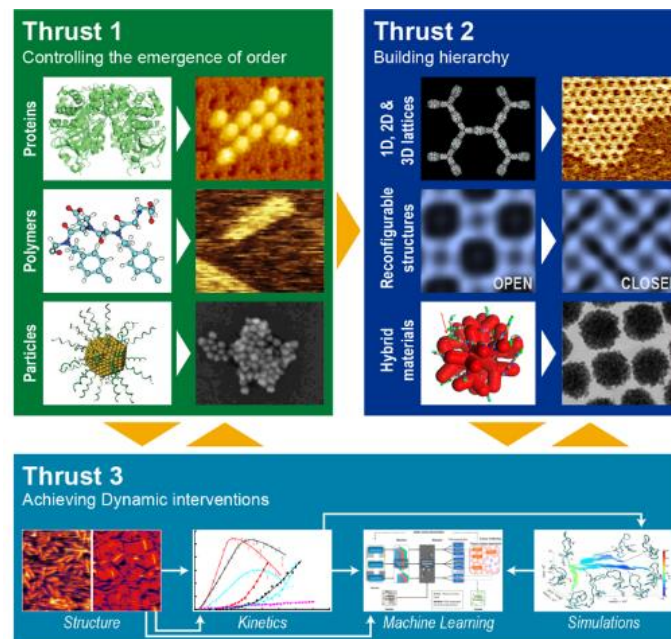 Thrust 1
Controlling the emergence of order
Proteins
Polymers
Particles
Thrust 2
Building hierarchy
1D, 2D &
3D lattices
Reconfigurable
structures
OPEN
CLOSED
Hybrid
materials
Thrust 3
Achieving Dynamic interventions
Structure
Kinetics
Machine Learning
Simulations